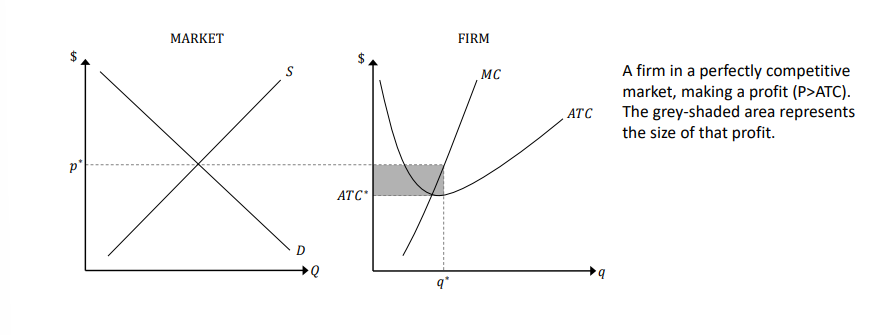 MARKET
$
S
p*
D
Q
FIRM
$
MC
ATC
ATC*
q*
q
A firm in a perfectly competitive
market, making a profit (P>ATC).
The grey-shaded area represents
the size of that profit.